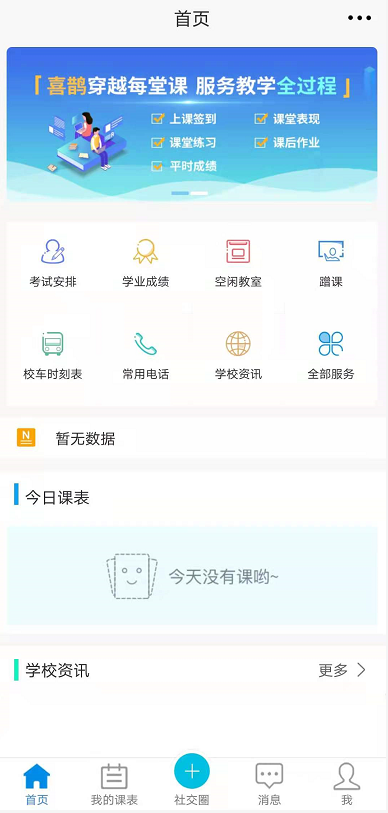 首页
「喜鹊穿越每堂课 服务教学全过程」
上课签到 课堂表现
课堂练习 课后作业
平时成绩
考试安排 学业成绩 空闲教室 蹭课
校车时刻表 常用电话 学校资讯 全部服务
N 暂无数据
今日课表
今天没有课哟~
学校资讯 更多
首页 我的课表 社交圈 消息 我